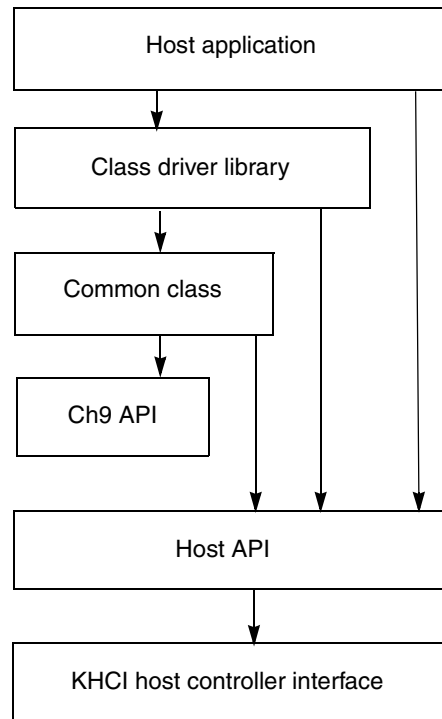 Host application
Class driver library
Common class
Ch9 API
Host API
KHCI host controller interface